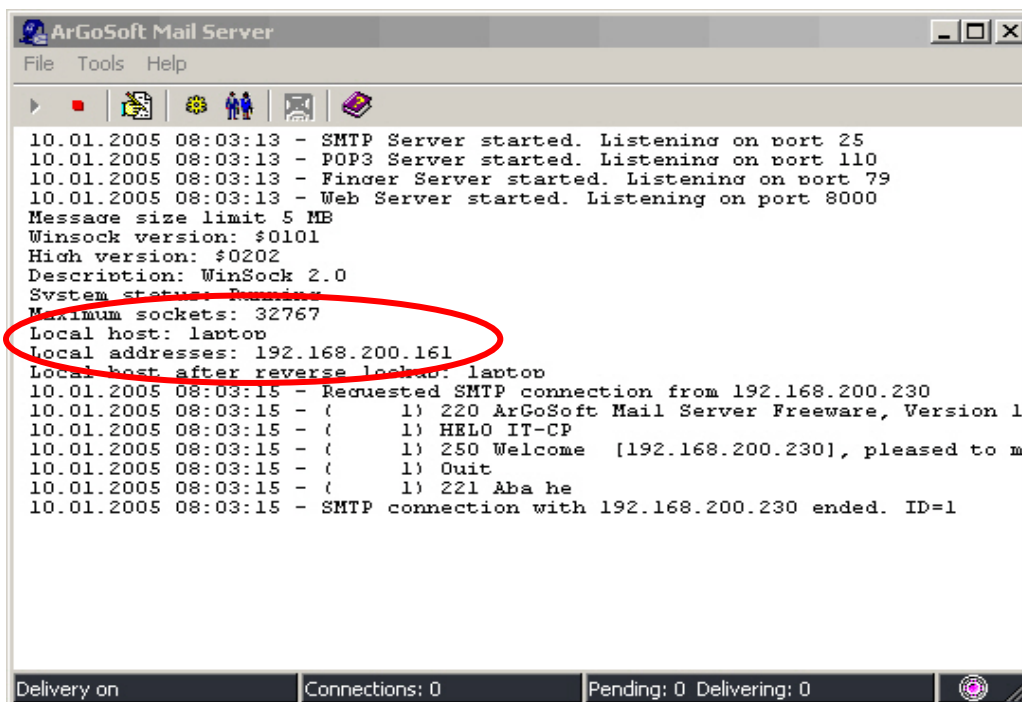 ArGoSoft Mail Server
File Tools Help
10.01.2005 08:03:13 - SMTP Server started. Listening on port 25
10.01.2005 08:03:13 - POP3 Server started. Listening on port 110
10.01.2005 08:03:13 - Finger Server started. Listening on port 79
10.01.2005 08:03:13 - Web Server started. Listening on port 8000
Message size limit 5 MB
Winsock version: $0101
High version: $0202
Description: WinSock 2.0
System status: Running
Maximum sockets: 32767
Local host: laptop
Local addresses: 192.168.200.161
Local host after reverse lookup: laptop
10.01.2005 08:03:15 - Requested SMTP connection from 192.168.200.230
10.01.2005 08:03:15 - ( 1) 220 ArGoSoft Mail Server Freeware, Version 1
10.01.2005 08:03:15 - ( 1) HELO IT-CP
10.01.2005 08:03:15 - ( 1) 250 Welcome [192.168.200.230], pleased to m
10.01.2005 08:03:15 - ( 1) Quit
10.01.2005 08:03:15 - ( 1) 221 Aba he
10.01.2005 08:03:15 - SMTP connection with 192.168.200.230 ended. ID=1
Delivery on Connections: 0 Pending: 0 Delivering: 0